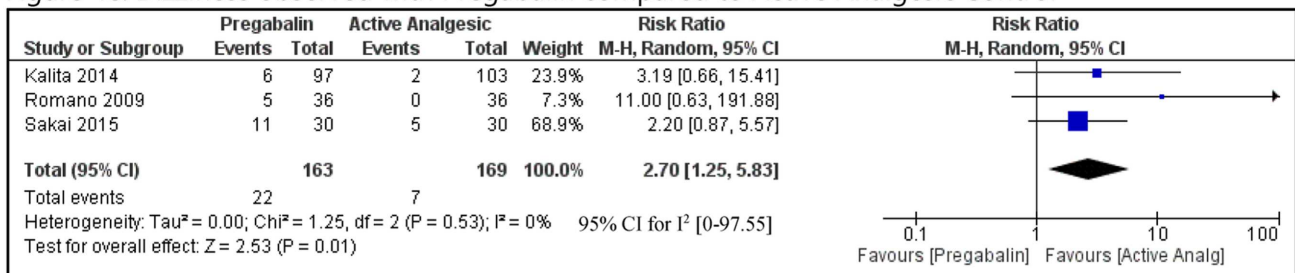 Pregabalin Active Analgesic Risk Ratio Risk Ratio
Study or Subgroup Events Total Events Total Weight M-H, Random, 95% CI M-H, Random, 95% CI
Kalita 2014 6 97 2 103 23.9% 3.19 [0.66, 15.41]
Romano 2009 5 36 0 36 7.3% 11.00 [0.63, 191.88]
Sakai 2015 11 30 5 30 68.9% 2.20 [0.87, 5.57]
Total (95% CI) 163 169 100.0% 2.70 [1.25, 5.83]
Total events 22 7
Heterogeneity: Tau² = 0.00; Chi² = 1.25, df = 2 (P = 0.53); I² = 0% 95% CI for I² [0-97.55]
Test for overall effect: Z = 2.53 (P = 0.01)
0.1 1 10 100
Favours [Pregabalin] Favours [Active Analg]